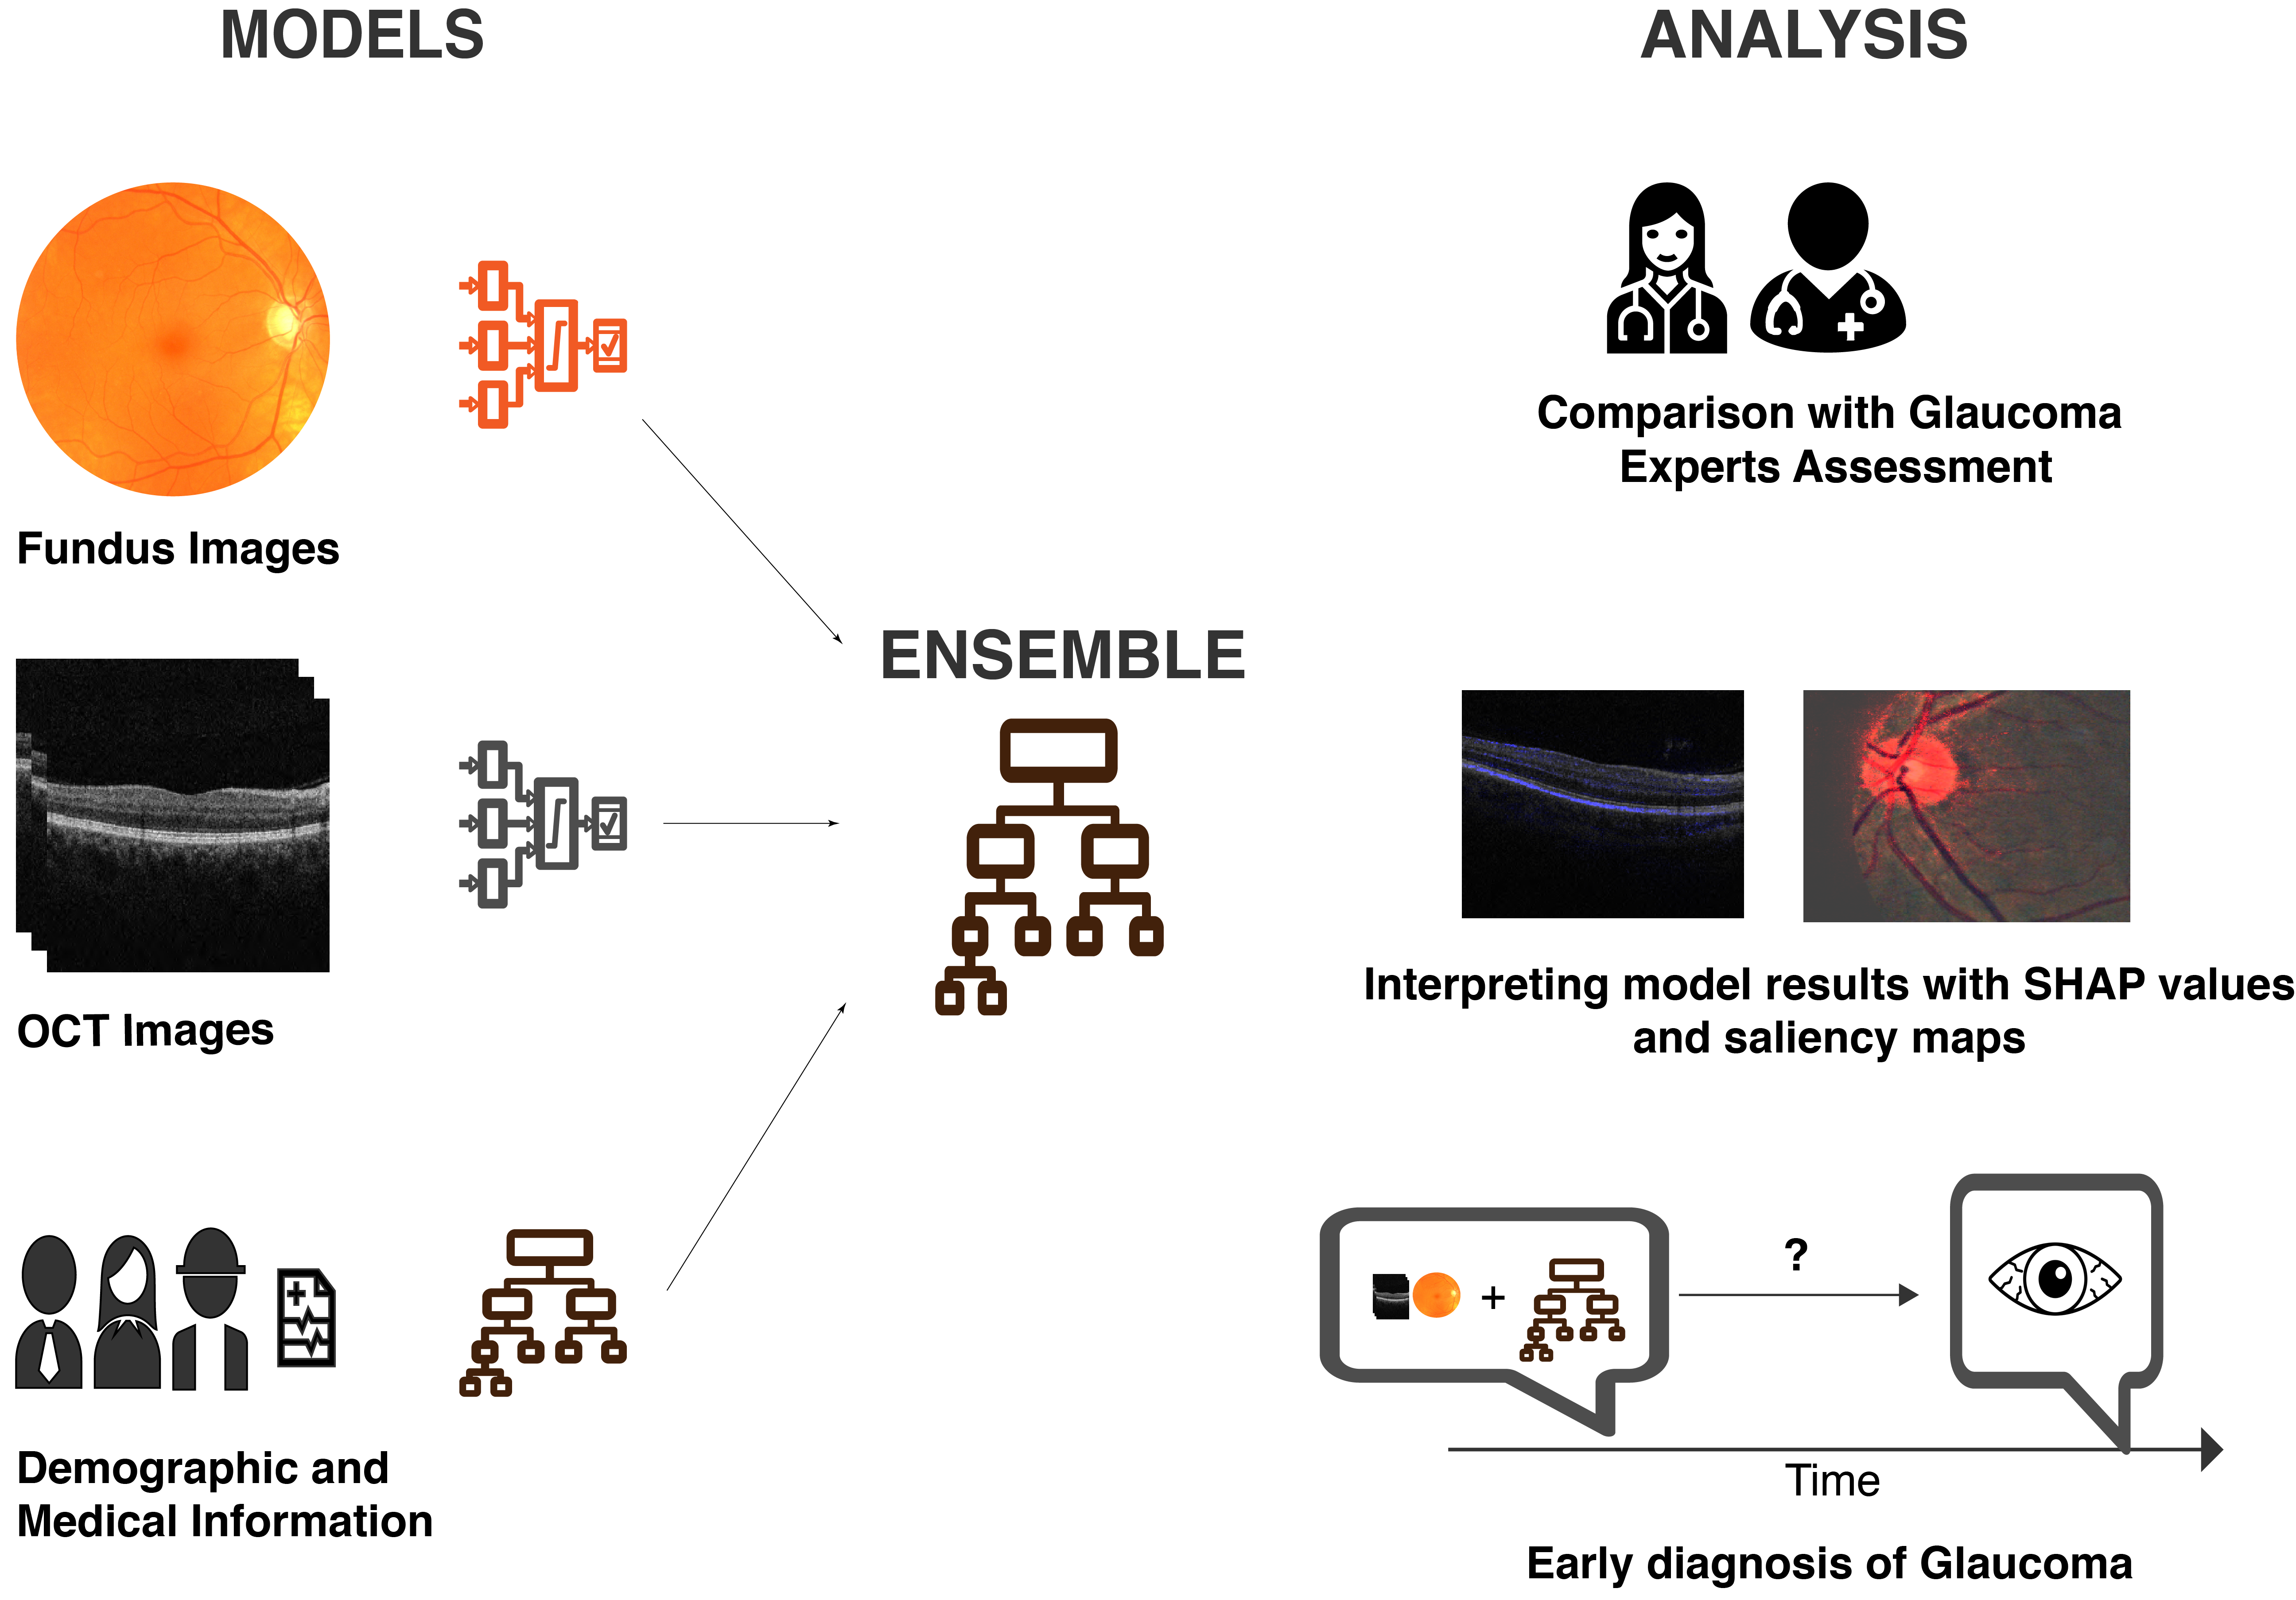 MODELS
ANALYSIS
Fundus Images
OCT Images
Demographic and
Medical Information
ENSEMBLE
Comparison with Glaucoma
Experts Assessment
Interpreting model results with SHAP values
and saliency maps
+
?
Time
Early diagnosis of Glaucoma